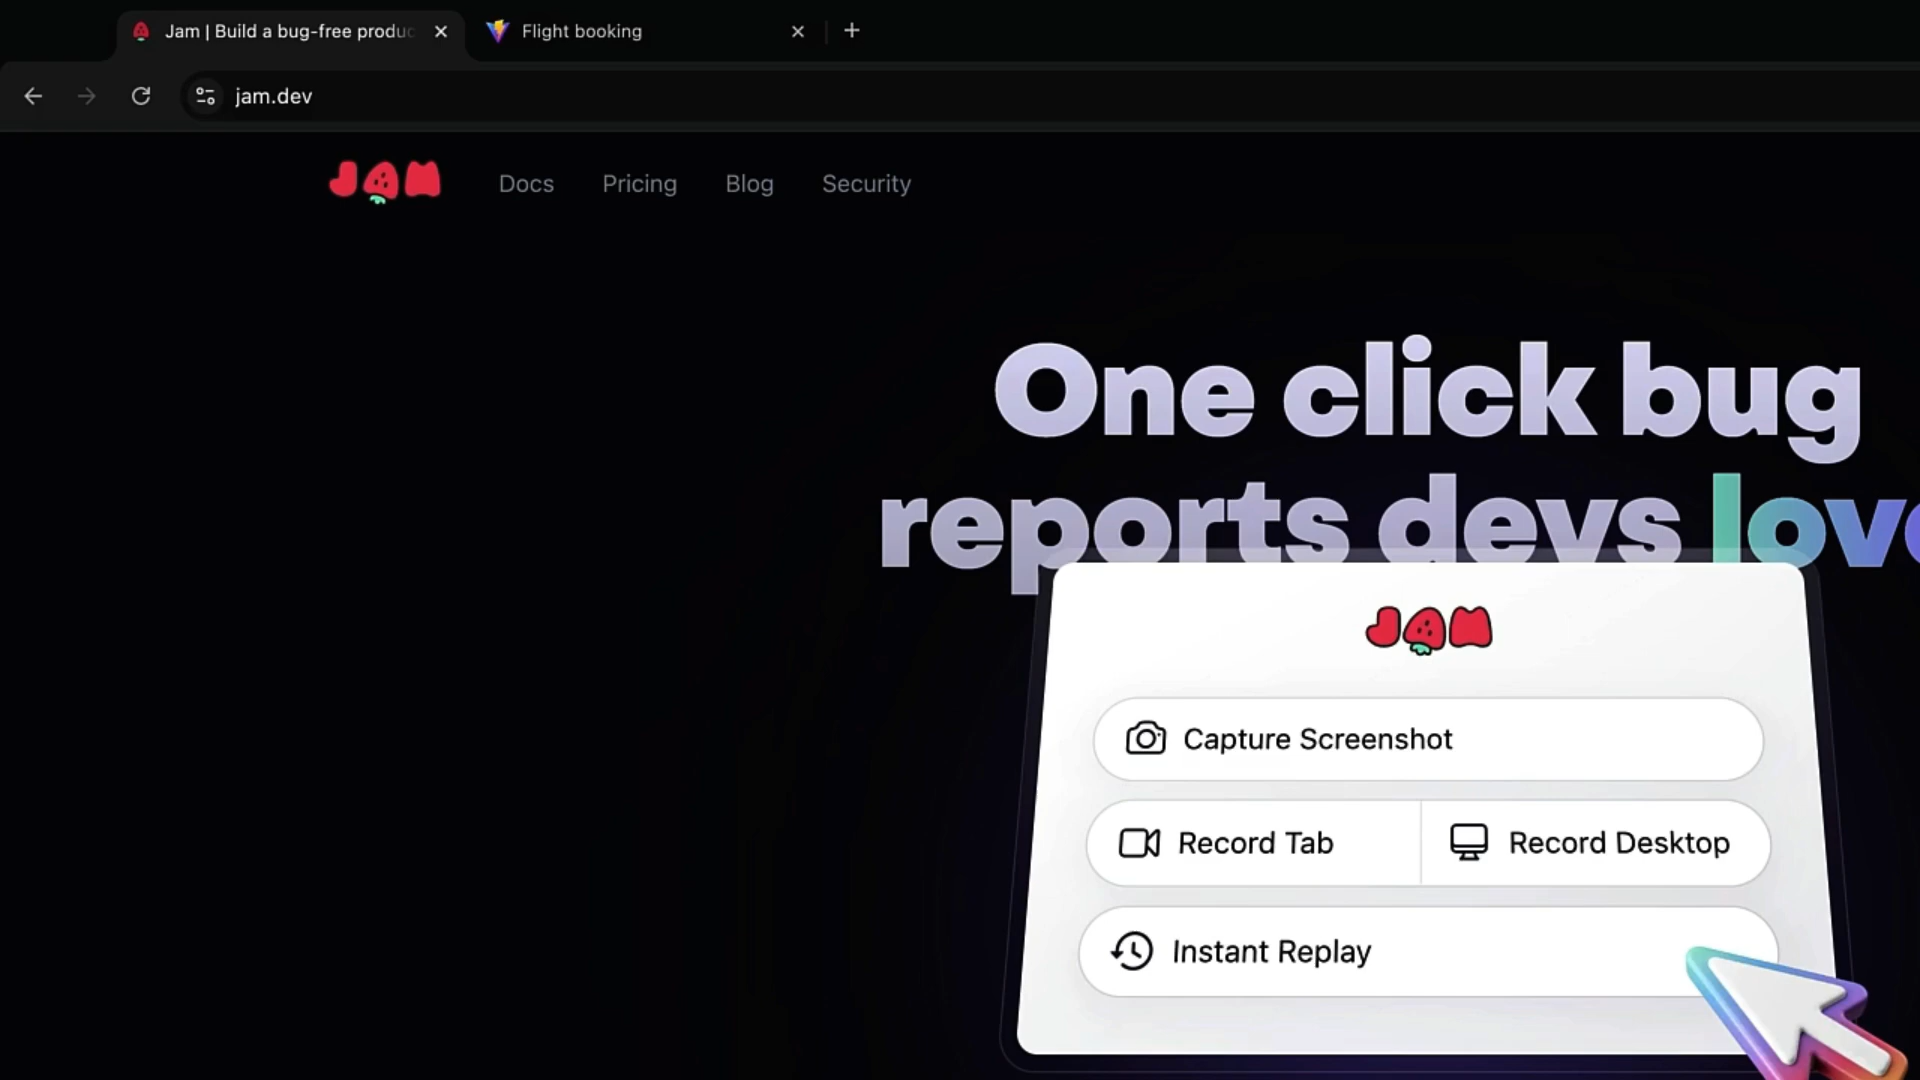 Jam | Build a bug-free produc
Flight booking
jam.dev
JAM
Docs
Pricing
Blog
Security
One click bug
reports devs love
JAM
Capture Screenshot
Record Tab
Record Desktop
Instant Replay